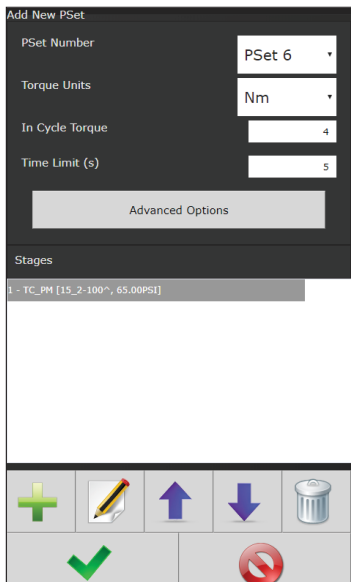 Add New PSet
PSet Number
PSet 6
Torque Units
Nm
In Cycle Torque
4
Time Limit (s)
5
Advanced Options
Stages
1 - TC_PM [15_2-100^, 65.00PSI]